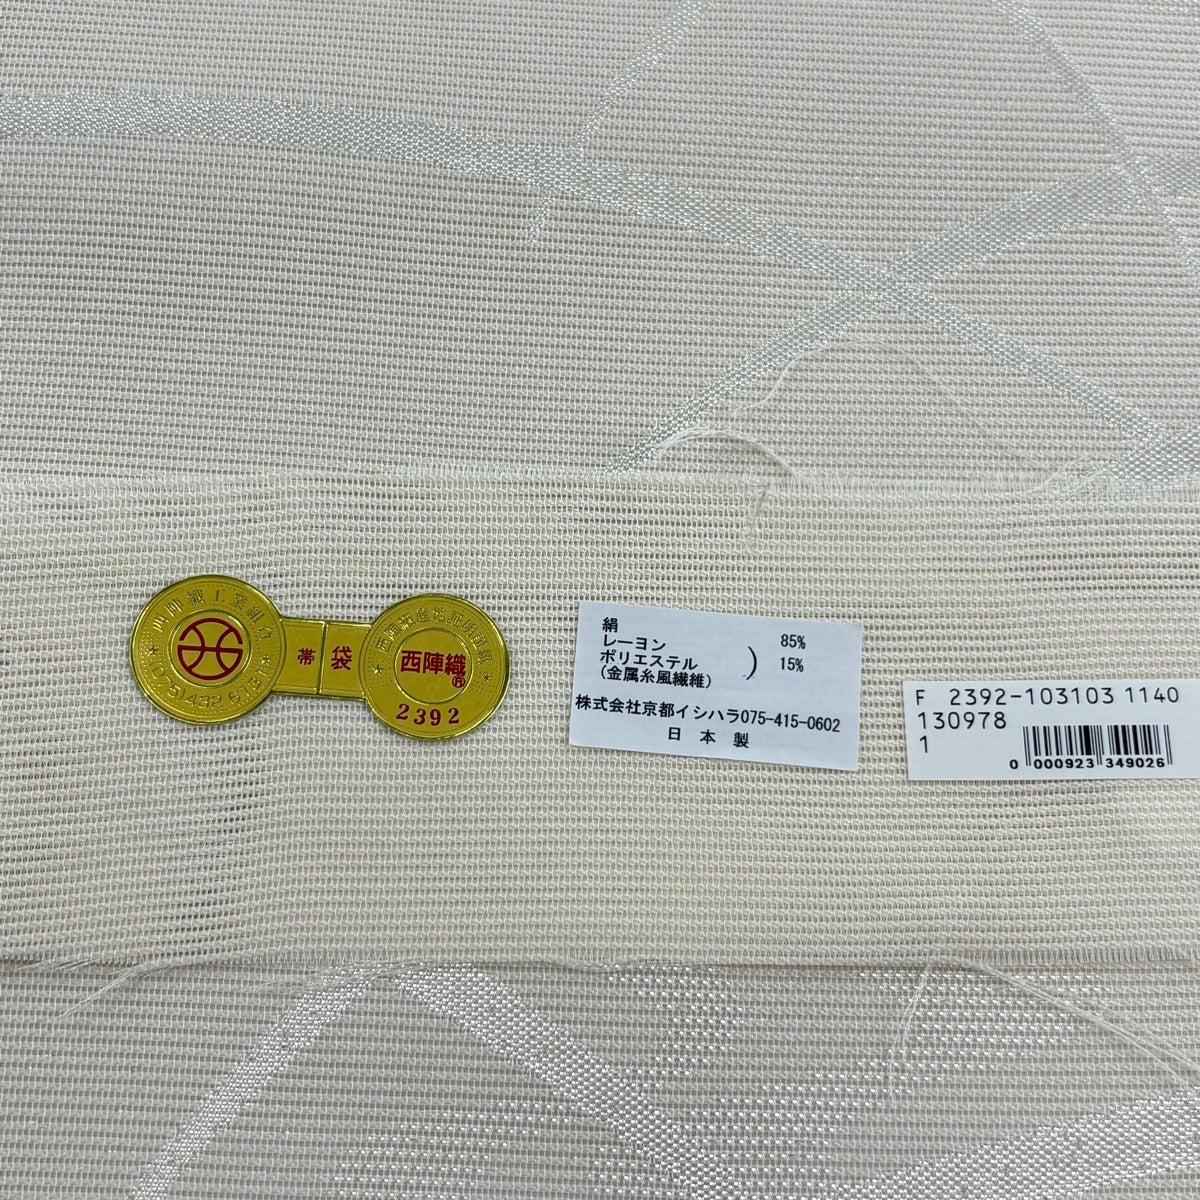 西陣織工業組合
(075)432 6131
帯 袋
西陣織
2392
絹 85%
レーヨン
ポリエステル ) 15%
(金属糸風繊維)
株式会社京都イシハラ075-415-0602
日 本 製
F 2392-103103 1140
130978
1
0 000923 349026